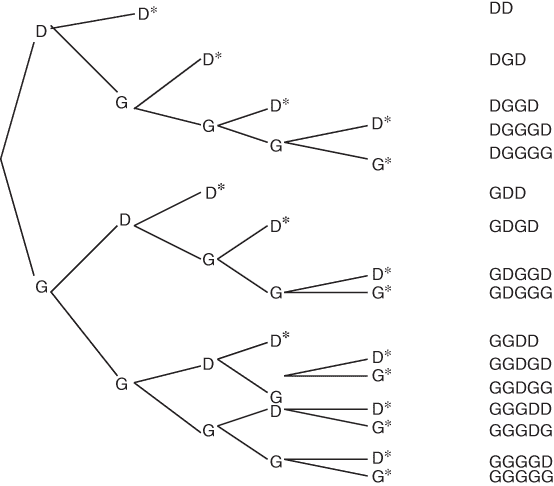 D* DD
D
D* DGD
G
D* DGGD
G D* DGGGD
G DGGGG
G*
D* GDD
D D* GDGD
G
D* GDGGD
G G G* GDGGG
D* GGDD
D D* GGDGD
G G* GGDGG
G
D D* GGGDD
G G* GGGDG
G D* GGGGD
G* GGGGG